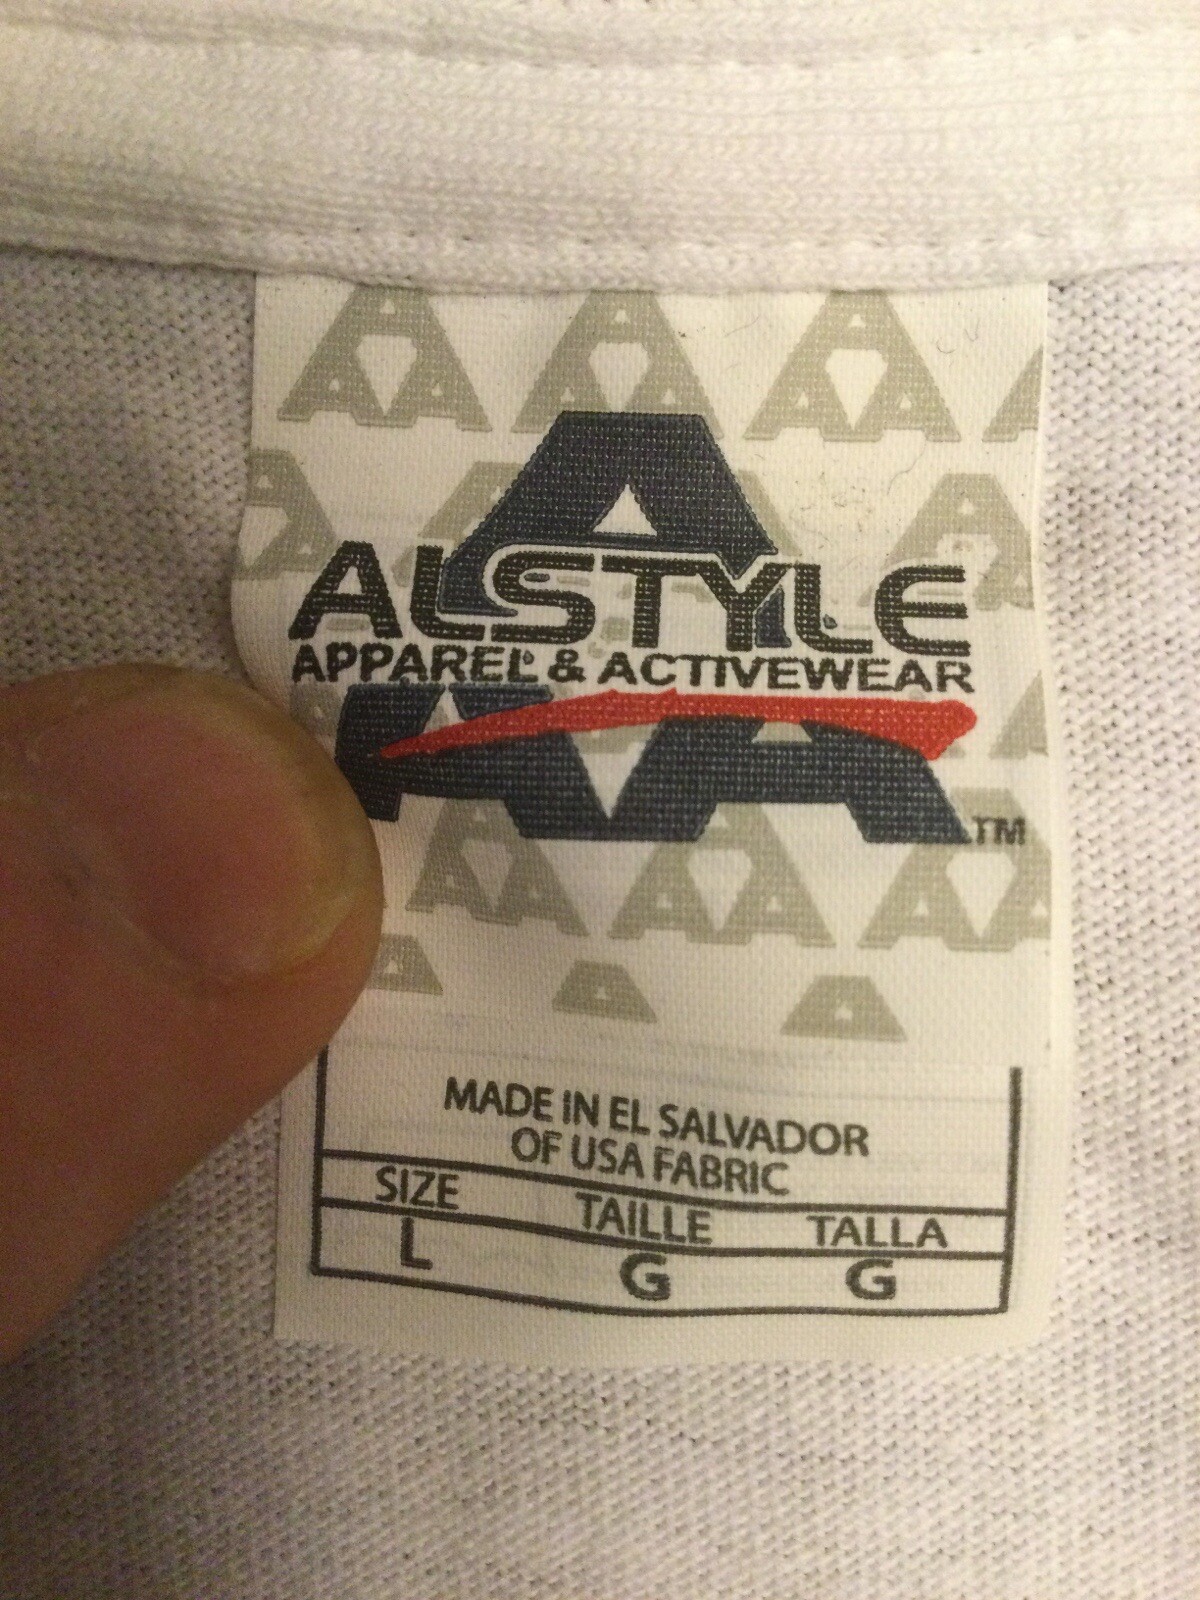 ALSTYLE
APPAREL & ACTIVEWEAR
TM
MADE IN EL SALVADOR
OF USA FABRIC
SIZE TAILLE TALLA
L G G